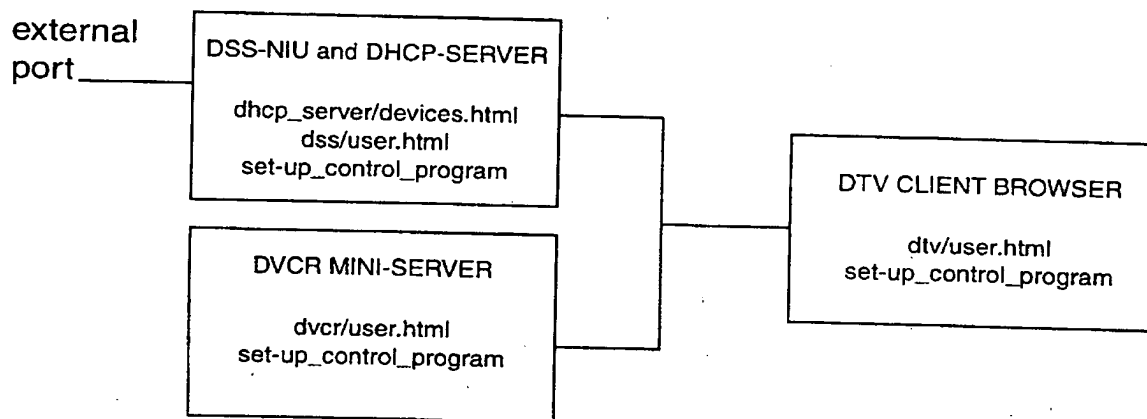 external
port
DSS-NIU and DHCP-SERVER
dhcp_server/devices.html
dss/user.html
set-up_control_program
DVCR MINI-SERVER
dvcr/user.html
set-up_control_program
DTV CLIENT BROWSER
dtv/user.html
set-up_control_program